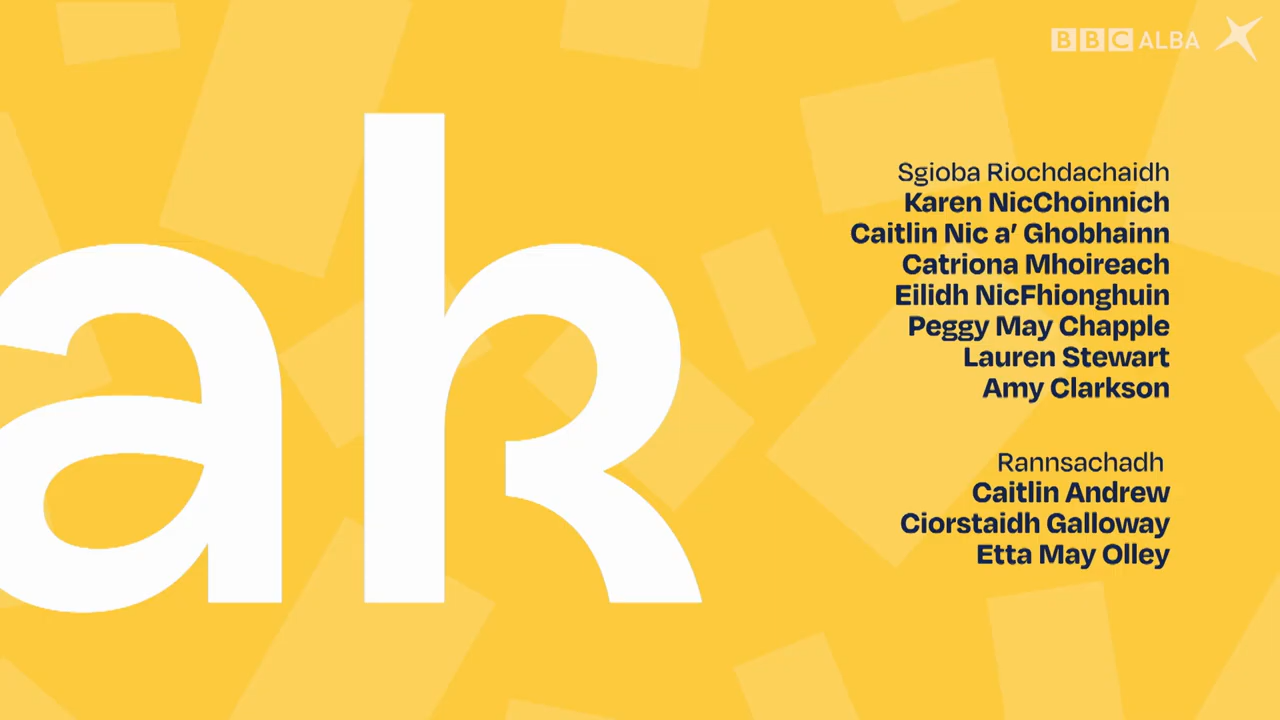 BBC ALBA
ak
Sgioba Riochdachaidh
Karen NicChoinnich
Caitlin Nic a’ Ghobhainn
Catriona Mhoireach
Eilidh NicFhionghuin
Peggy May Chapple
Lauren Stewart
Amy Clarkson
Rannsachadh
Caitlin Andrew
Ciorstaidh Galloway
Etta May Olley